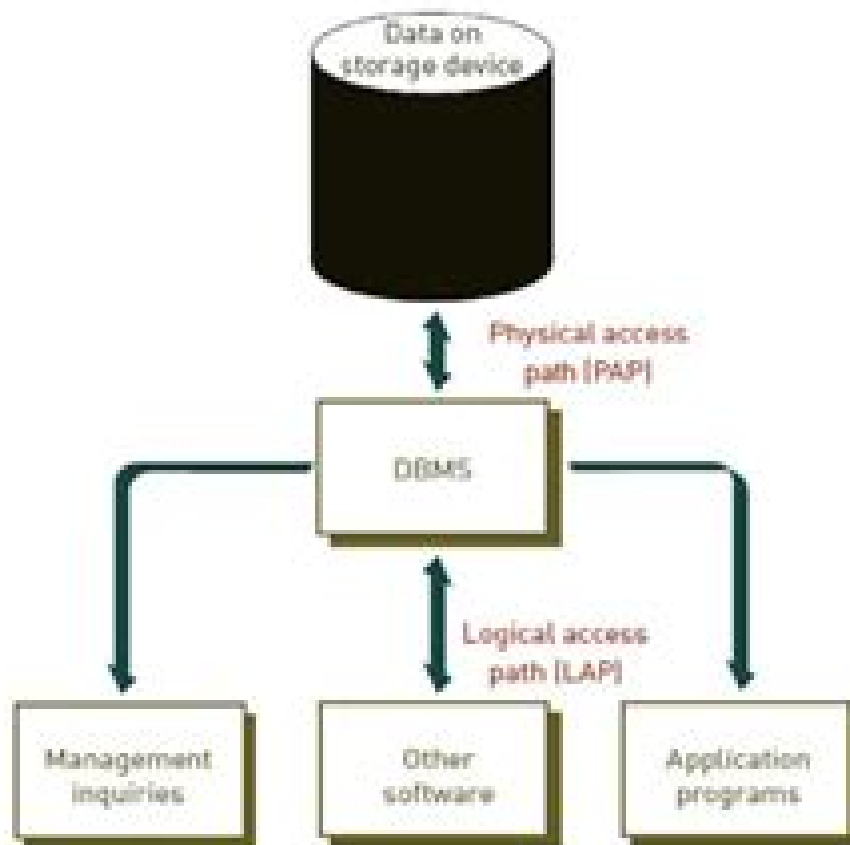 Data on
storage device
Physical access
path (PAP)
DBMS
Logical access
path (LAP)
Management
inquiries
Other
software
Application
programs